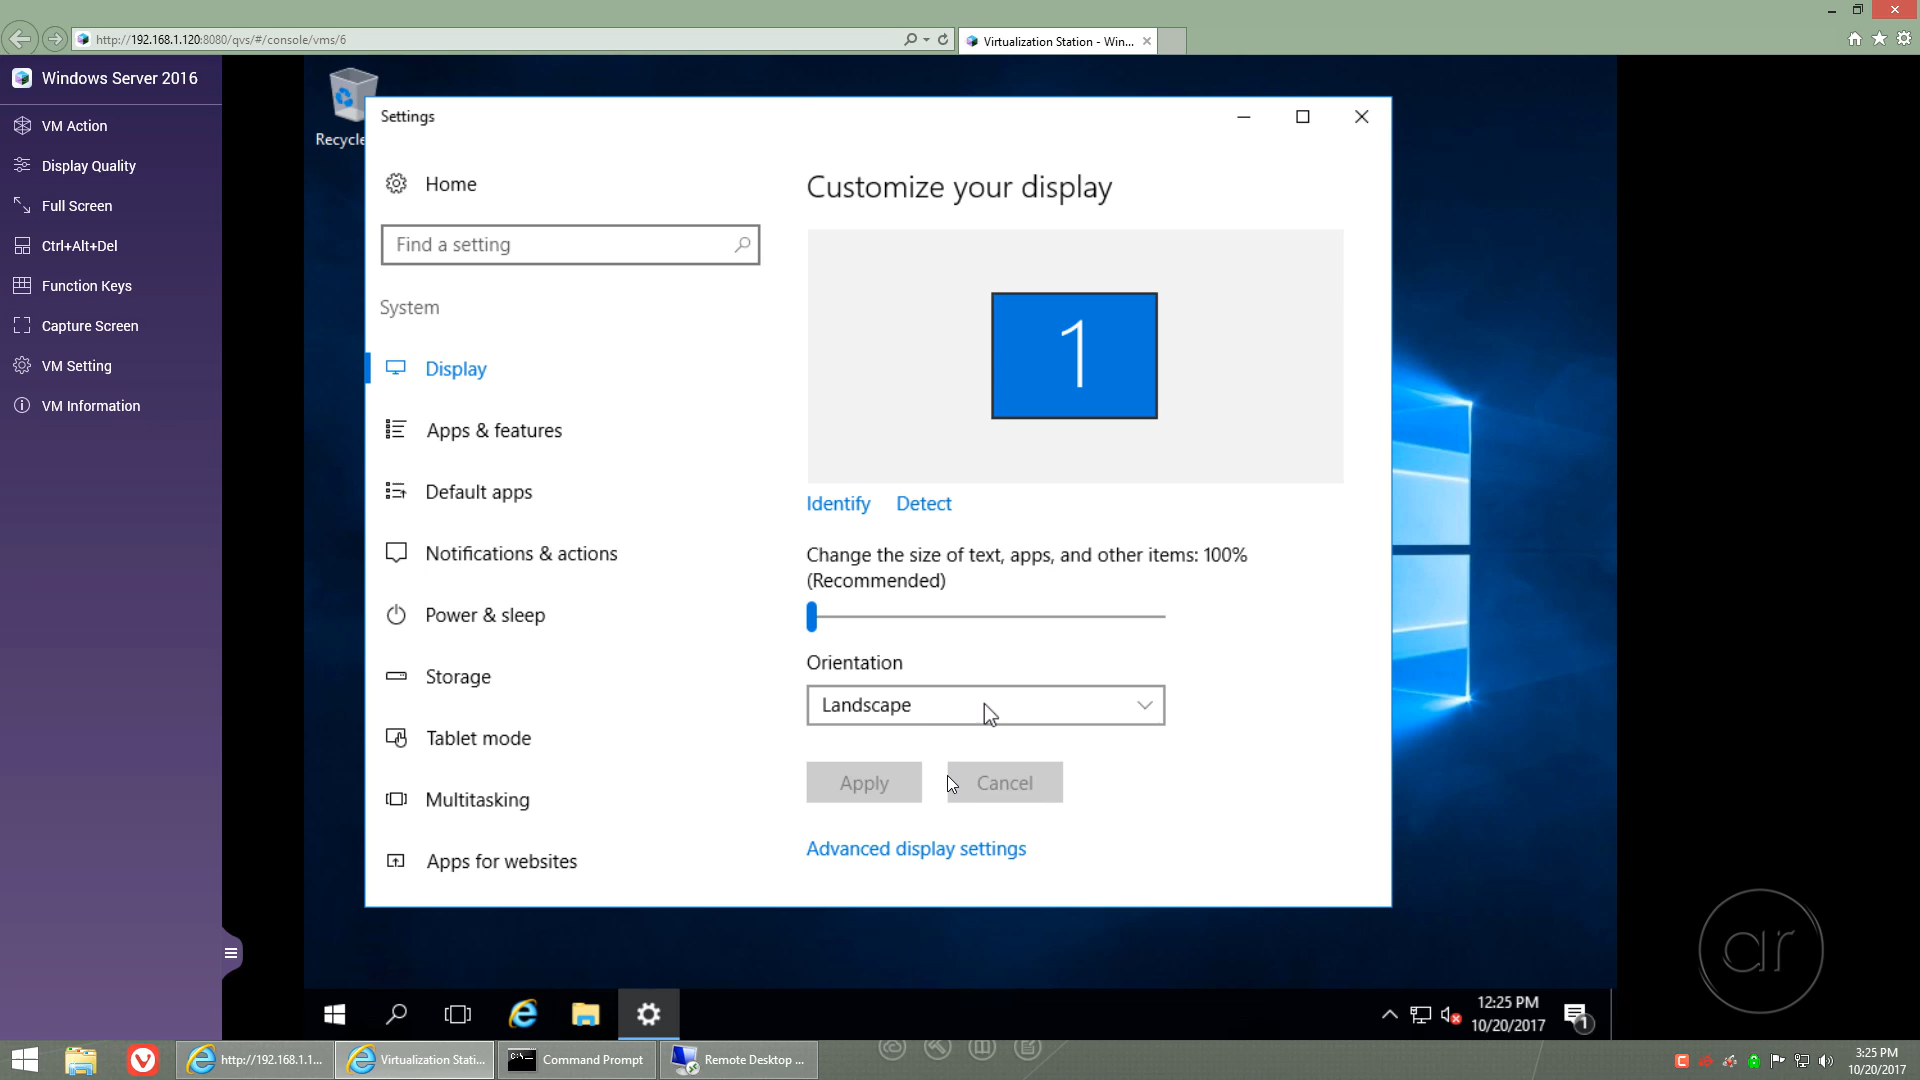 http://192.168.1.120:8080/qvs/#/console/vms/6
Virtualization Station - Win...
Windows Server 2016
VM Action
Display Quality
Full Screen
Ctrl+Alt+Del
Function Keys
Capture Screen
VM Setting
VM Information
Recycle
Settings
Home
Find a setting
System
Display
Apps & features
Default apps
Notifications & actions
Power & sleep
Storage
Tablet mode
Multitasking
Apps for websites
Customize your display
1
Identify Detect
Change the size of text, apps, and other items: 100%
(Recommended)
Orientation
Landscape
Apply Cancel
Advanced display settings
ar
12:25 PM
10/20/2017
1
http://192.168.1.1...
Virtualization Stati...
Command Prompt
Remote Desktop ...
3:25 PM
10/20/2017